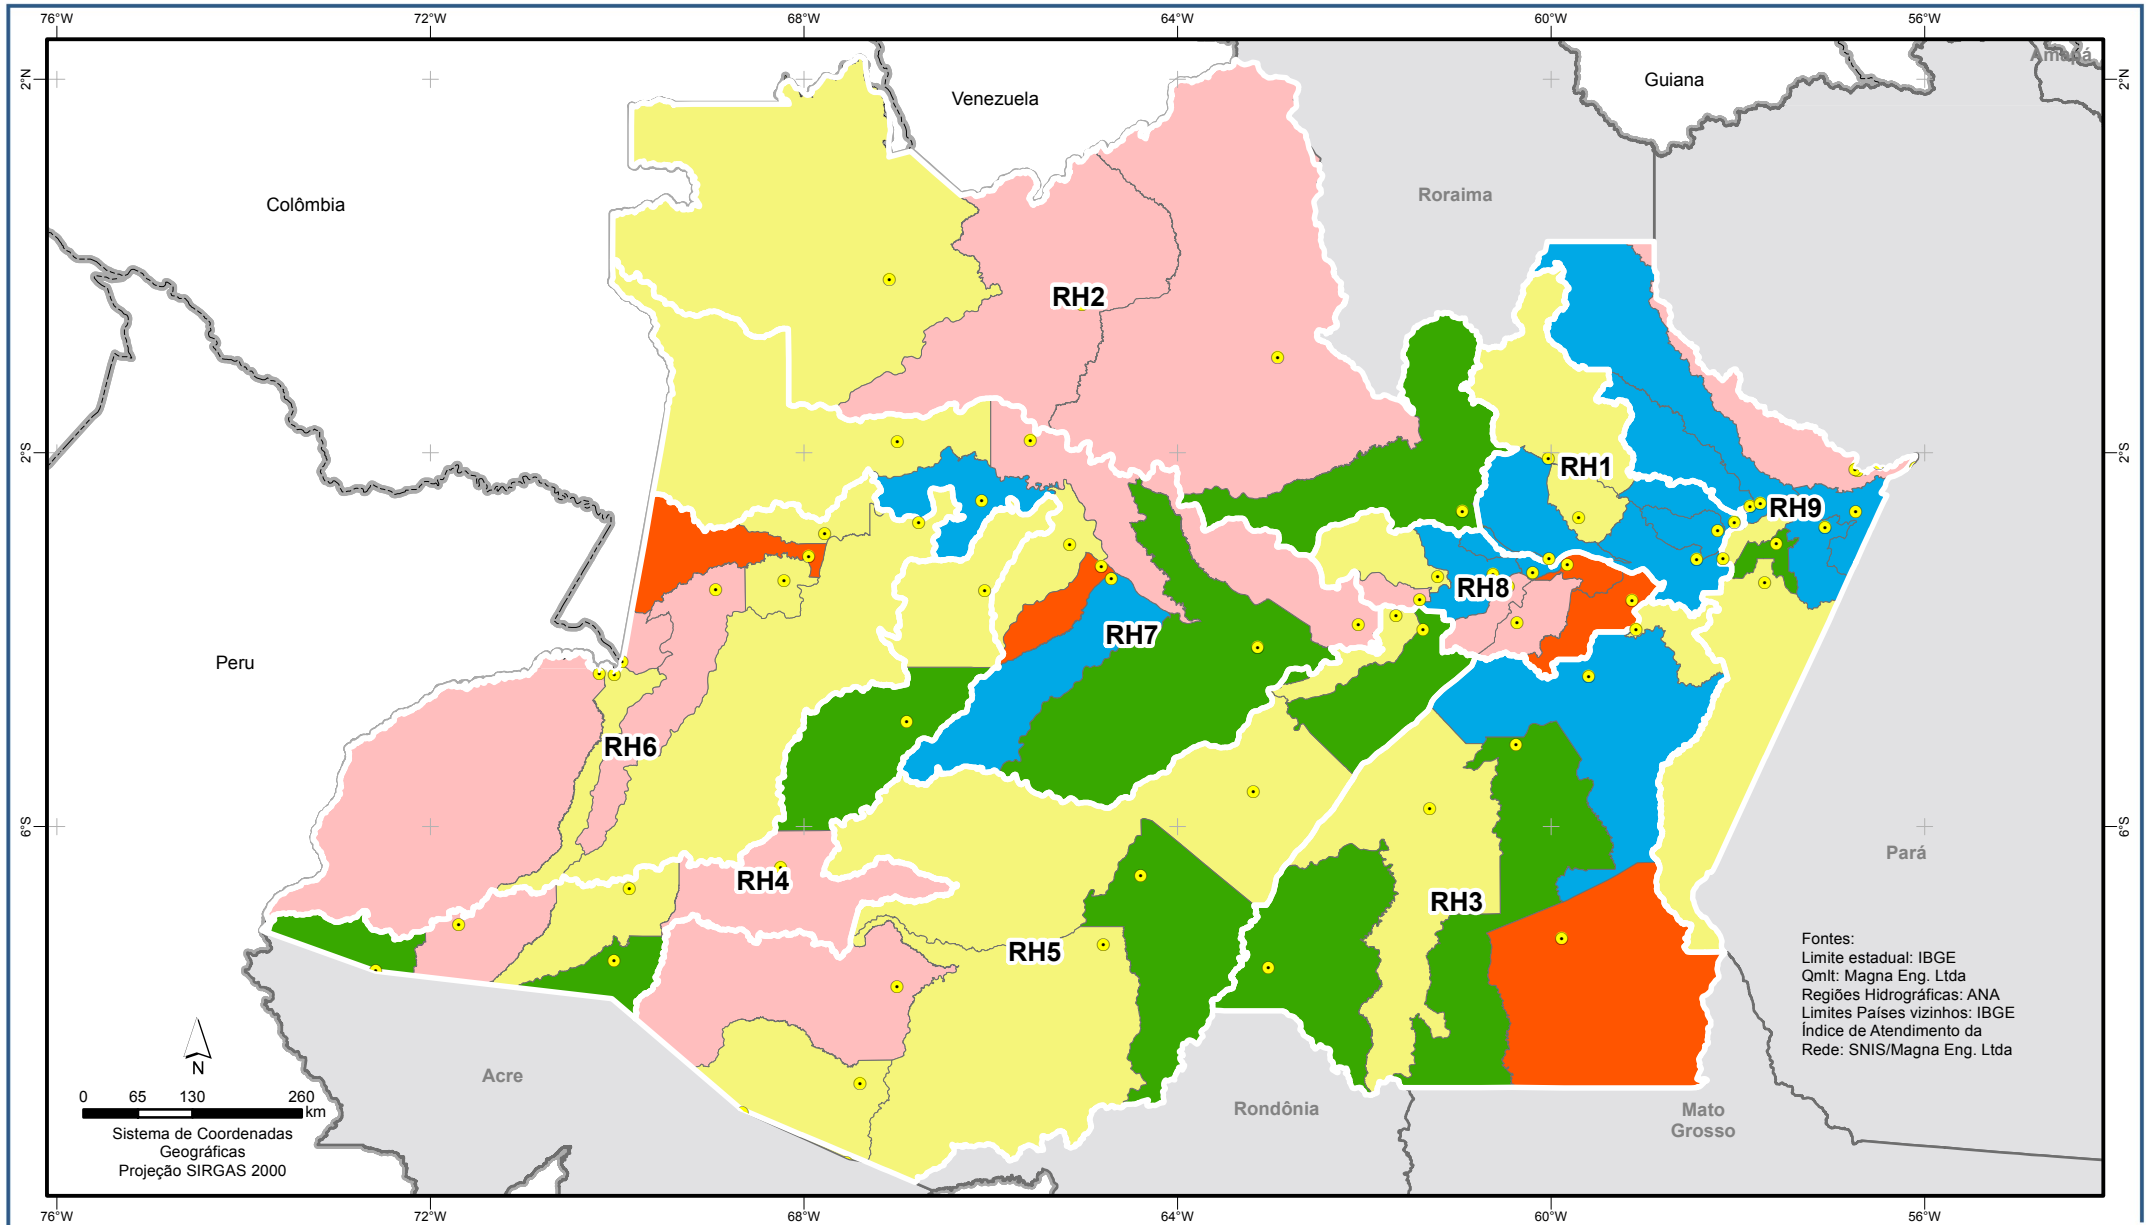 76°W
72°W
68°W
64°W
60°W
56°W
2°N
2°N
Amapá
Guiana
Venezuela
Roraima
Colômbia
RH2
2°S
2°S
RH1
RH9
RH8
RH7
Peru
RH6
6°S
6°S
Pará
RH4
RH3
RH5
Fontes:
Limite estadual: IBGE
Qmlt: Magna Eng. Ltda
Regiões Hidrográficas: ANA
Limites Países vizinhos: IBGE
Índice de Atendimento da
Rede: SNIS/Magna Eng. Ltda
N
Acre
0 65 130 260
km
Rondônia
Mato
Grosso
Sistema de Coordenadas
Geográficas
Projeção SIRGAS 2000
76°W
72°W
68°W
64°W
60°W
56°W